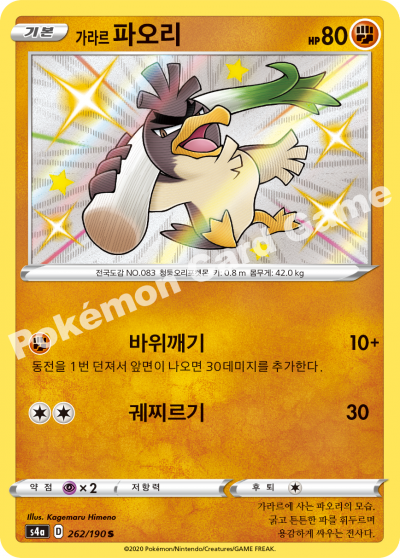 기본 가라르 파오리 HP 80
전국도감 NO.083 청둥오리포켓몬 키: 0.8 m 몸무게: 42.0 kg
Pokémon Card Game
바위깨기 10+
동전을 1번 던져서 앞면이 나오면 30데미지를 추가한다.
궤찌르기 30
약점 ×2 저항력 후퇴
Illus. Kagemaru Himeno
s4a D 262/190 S
가라르에 사는 파오리의 모습.
굵고 튼튼한 파를 휘두르며
용감하게 싸우는 전사다.
©2020 Pokémon/Nintendo/Creatures/GAME FREAK.